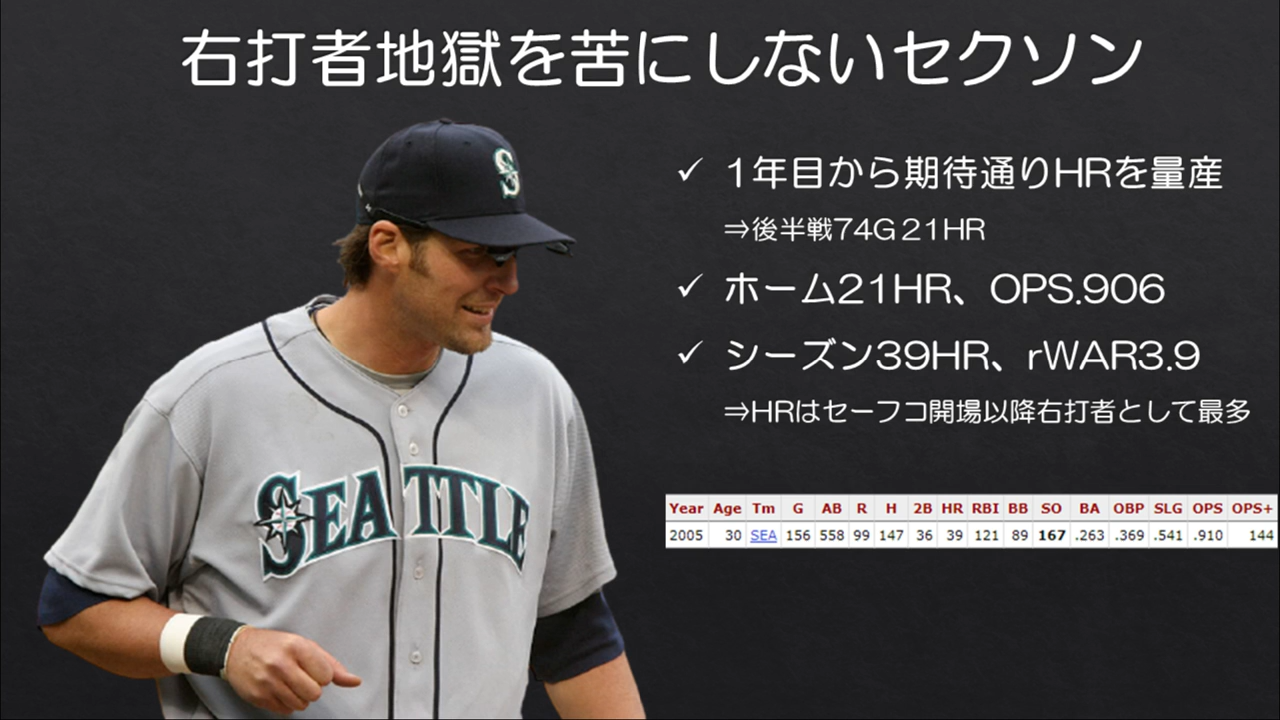 右打者地獄を苦にしないセクソン
✓ 1年目から期待通りHRを量産
⇒後半戦74G 21HR
✓ ホーム21HR、OPS.906
✓ シーズン39HR、rWAR3.9
⇒HRはセーフコ開場以降右打者として最多
S
SEATTLE
Year Age Tm G AB R H 2B HR RBI BB SO BA OBP SLG OPS OPS+
2005 30 SEA 156 558 99 147 36 39 121 89 167 .263 .369 .541 .910 144